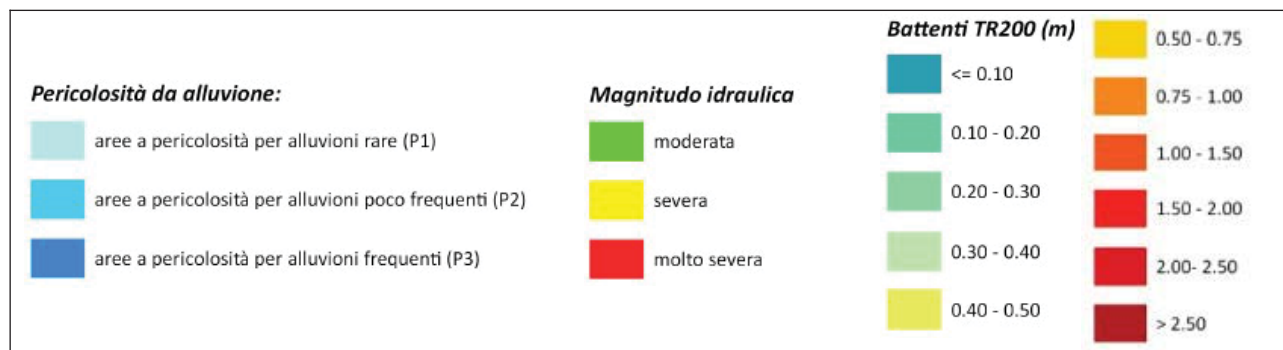 Pericolosità da alluvione:
aree a pericolosità per alluvioni rare (P1)
aree a pericolosità per alluvioni poco frequenti (P2)
aree a pericolosità per alluvioni frequenti (P3)
Magnitudo idraulica
moderata
severa
molto severa
Battenti TR200 (m)
<= 0.10
0.10 - 0.20
0.20 - 0.30
0.30 - 0.40
0.40 - 0.50
0.50 - 0.75
0.75 - 1.00
1.00 - 1.50
1.50 - 2.00
2.00- 2.50
> 2.50